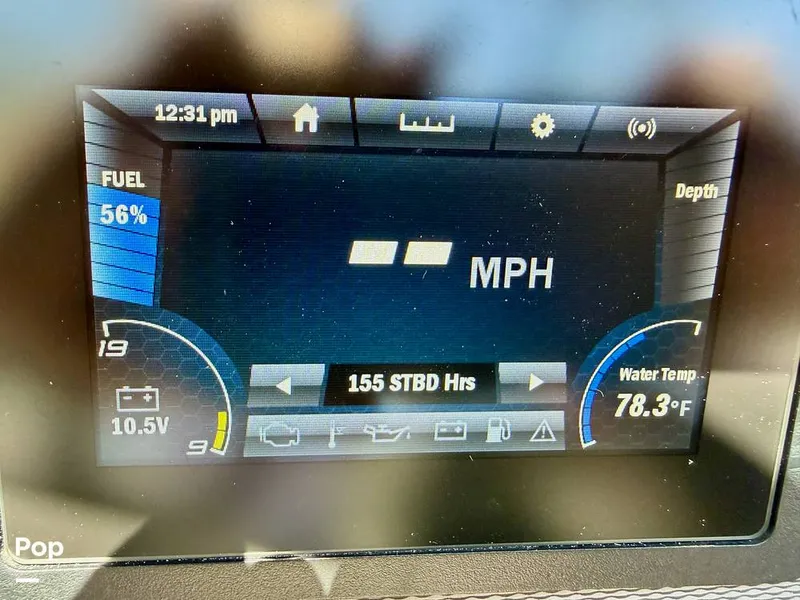 12:31 pm
FUEL
56%
Depth
-- MPH
19
10.5V
9
155 STBD Hrs
Water Temp
78.3°F
Pop